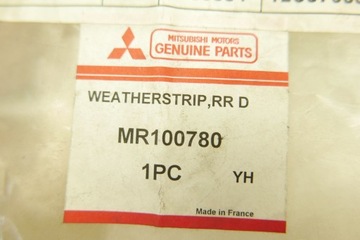 MITSUBISHI MOTORS
GENUINE PARTS
WEATHERSTRIP,RR D
MR100780
1PC YH
Made in France